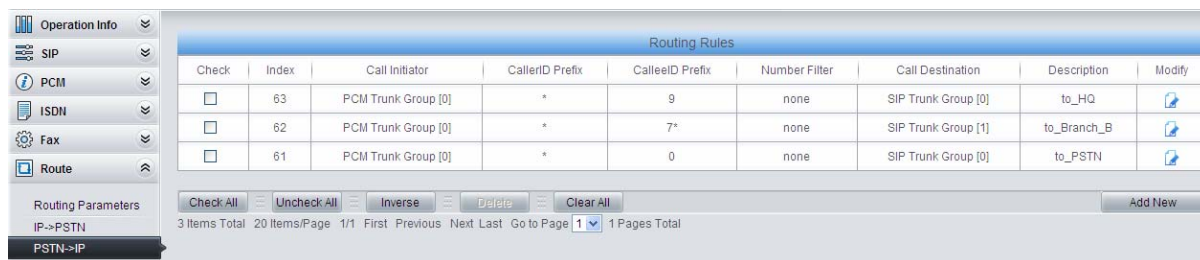 Operation Info
SIP
PCM
ISDN
Fax
Route
Routing Parameters
IP->PSTN
PSTN->IP
Routing Rules
Check Index Call Initiator CallerID Prefix CalleeID Prefix Number Filter Call Destination Description Modify
63 PCM Trunk Group [0] * 9 none SIP Trunk Group [0] to_HQ
62 PCM Trunk Group [0] * 7* none SIP Trunk Group [1] to_Branch_B
61 PCM Trunk Group [0] * 0 none SIP Trunk Group [0] to_PSTN
Check All Uncheck All Inverse Delete Clear All Add New
3 Items Total 20 Items/Page 1/1 First Previous Next Last Go to Page 1 1 Pages Total